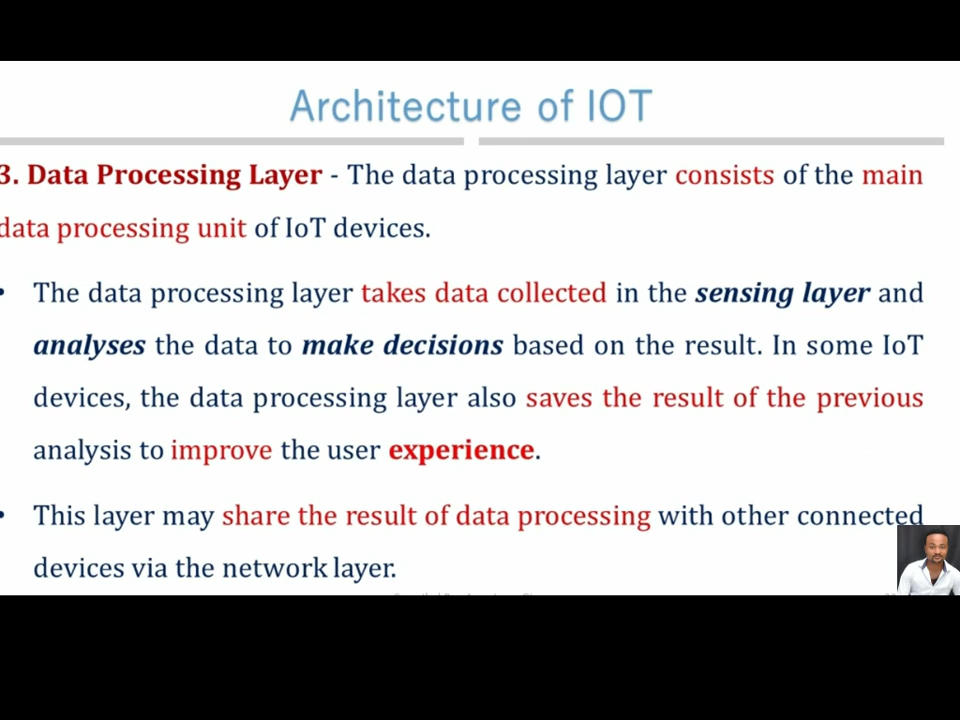 Architecture of IOT
3. Data Processing Layer - The data processing layer consists of the main
data processing unit of IoT devices.
• The data processing layer takes data collected in the sensing layer and
analyses the data to make decisions based on the result. In some IoT
devices, the data processing layer also saves the result of the previous
analysis to improve the user experience.
• This layer may share the result of data processing with other connected
devices via the network layer.